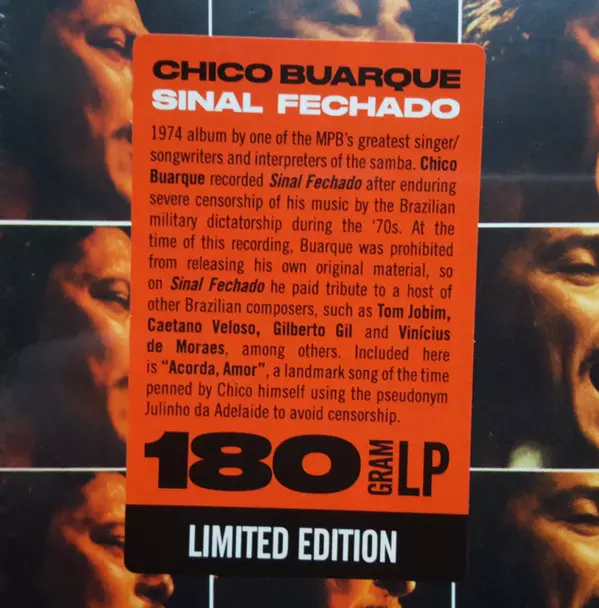 CHICO BUARQUE
SINAL FECHADO
1974 album by one of the MPB's greatest singer/
songwriters and interpreters of the samba. Chico
Buarque recorded Sinal Fechado after enduring
severe censorship of his music by the Brazilian
military dictatorship during the '70s. At the
time of this recording, Buarque was prohibited
from releasing his own original material, so
on Sinal Fechado he paid tribute to a host of
other Brazilian composers, such as Tom Jobim,
Caetano Veloso, Gilberto Gil and Vinícius
de Moraes, among others. Included here
is "Acorda, Amor", a landmark song of the time
penned by Chico himself using the pseudonym
Julinho da Adelaide to avoid censorship.
180 GRAM LP
LIMITED EDITION